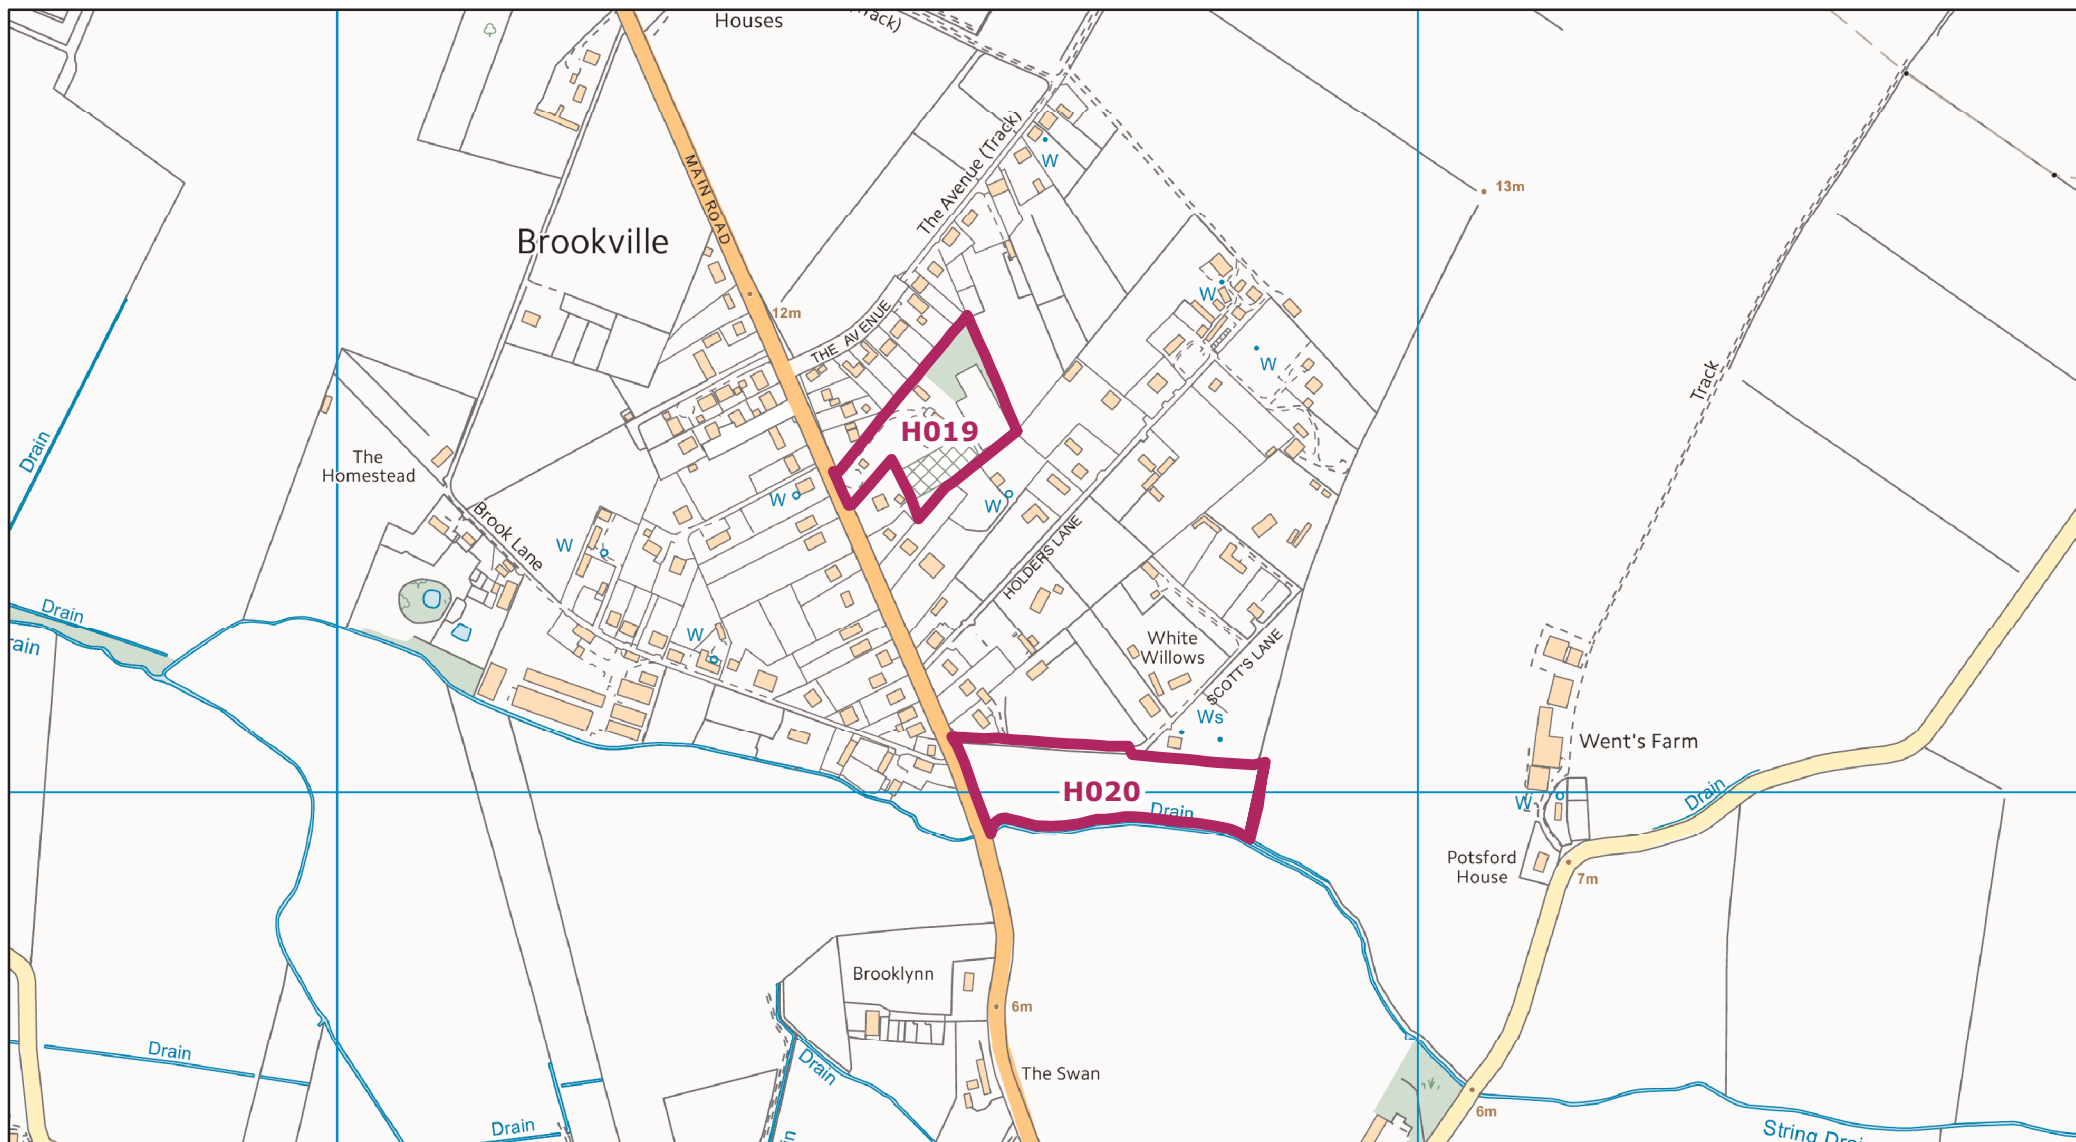 Houses
Track)
MAIN ROAD
The Avenue (Track)
W
13m
Brookville
W
12m
THE AVENUE
W
Track
H019
Drain
The
Homestead
W
W
Brook Lane
W
HOLDERS LANE
Drain
W
White
Willows
SCOTT'S LANE
Ws
Went's Farm
H020
Drain
W
Drain
Potsford
House
7m
Brooklynn
6m
Drain
Drain
The Swan
6m
Drain
String